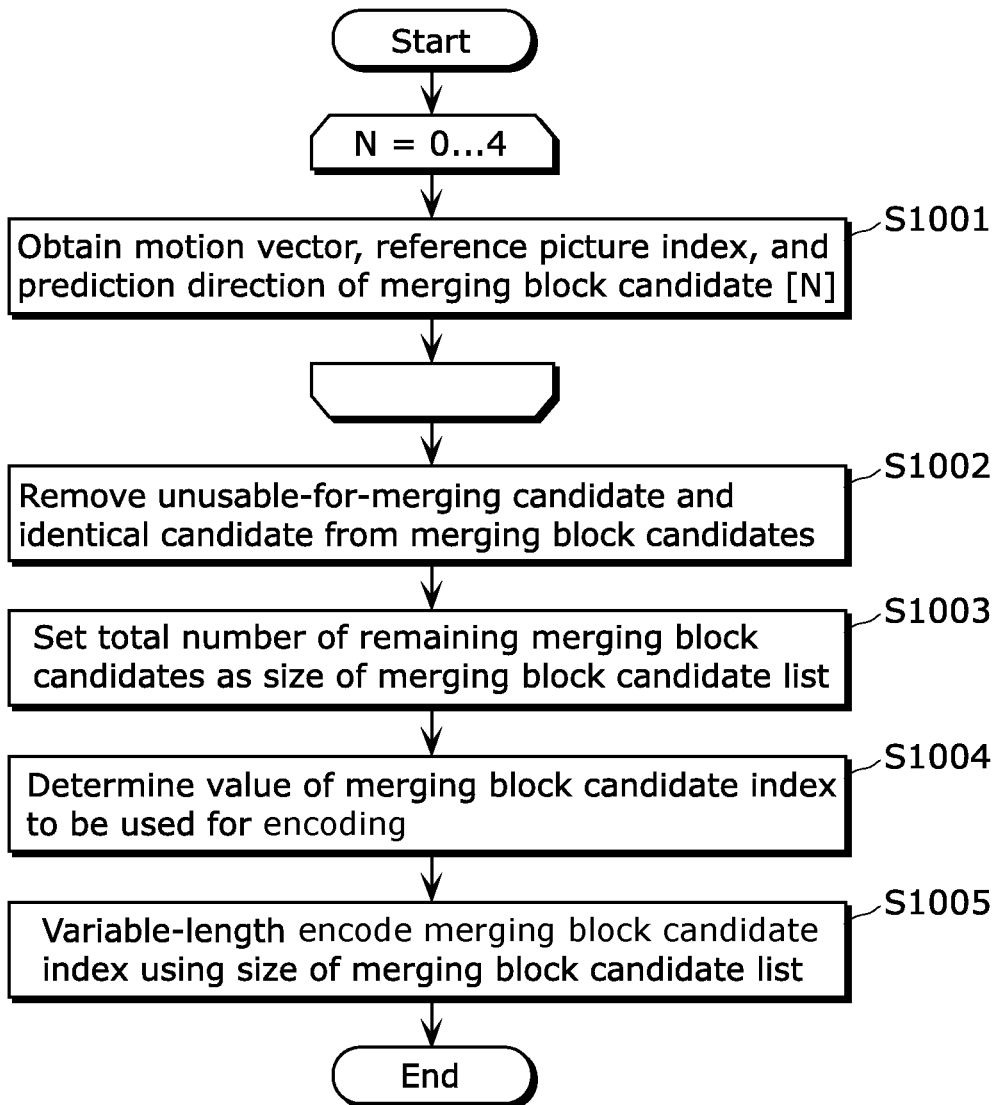 Start
N = 0...4
S1001
Obtain motion vector, reference picture index, and
prediction direction of merging block candidate [N]
S1002
Remove unusable-for-merging candidate and
identical candidate from merging block candidates
S1003
Set total number of remaining merging block
candidates as size of merging block candidate list
S1004
Determine value of merging block candidate index
to be used for encoding
S1005
Variable-length encode merging block candidate
index using size of merging block candidate list
End